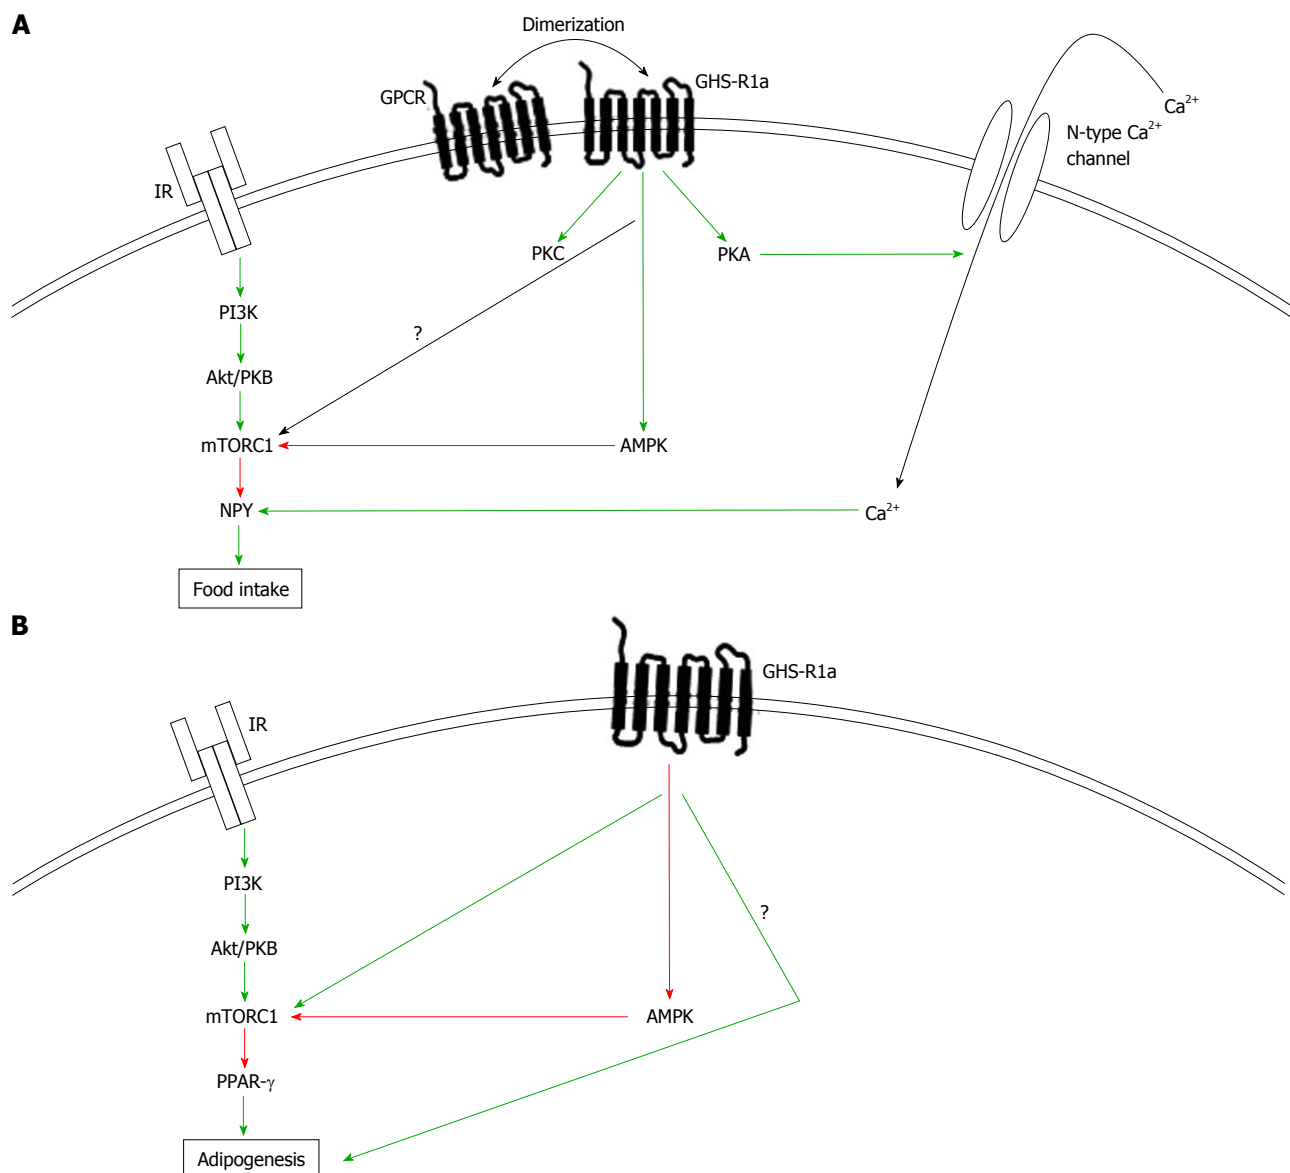 A
Dimerization
GPCR
GHS-R1a
Ca²⁺
N-type Ca²⁺
channel
IR
PKC
PKA
PI3K
?
Akt/PKB
mTORC1
AMPK
NPY
Ca²⁺
Food intake
B
GHS-R1a
IR
PI3K
?
Akt/PKB
mTORC1
AMPK
PPAR-γ
Adipogenesis